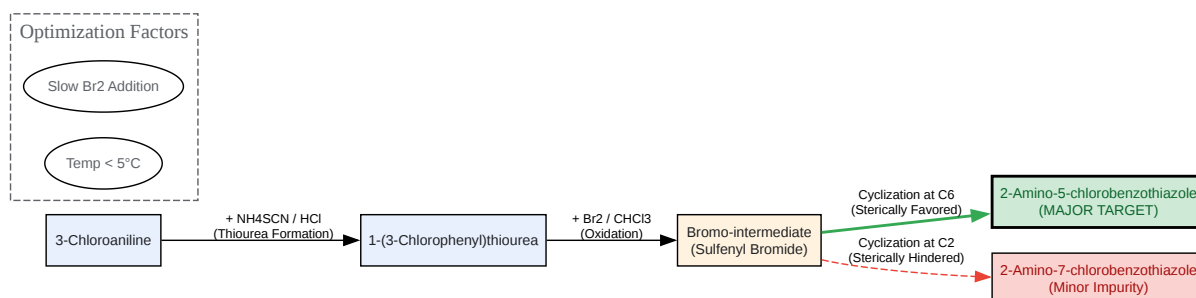 Optimization Factors
Slow Br2 Addition
Temp < 5°C
3-Chloroaniline
+ NH4SCN / HCl
(Thiourea Formation)
1-(3-Chlorophenyl)thiourea
+ Br2 / CHCl3
(Oxidation)
Bromo-intermediate
(Sulfenyl Bromide)
Cyclization at C6
(Sterically Favored)
2-Amino-5-chlorobenzothiazole
(MAJOR TARGET)
Cyclization at C2
(Sterically Hindered)
2-Amino-7-chlorobenzothiazole
(Minor Impurity)